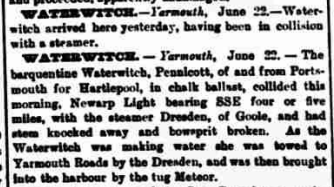 WATERWITCH.—Yarmouth, June 22.—Water-
witch arrived here yesterday, having been in collision
with a steamer.
WATERWITCH. — Yarmouth, June 22. — The
barquentine Waterwitch, Pennicott, of and from Ports-
mouth for Hartlepool, in chalk ballast, collided this
morning, Newarp Light bearing SSE four or five
miles, with the steamer Dresden, of Goole, and had
stem knocked away and bowsprit broken. As the
Waterwitch was making water she was towed to
Yarmouth Roads by the Dresden, and was then brought
into the harbour by the tug Meteor.